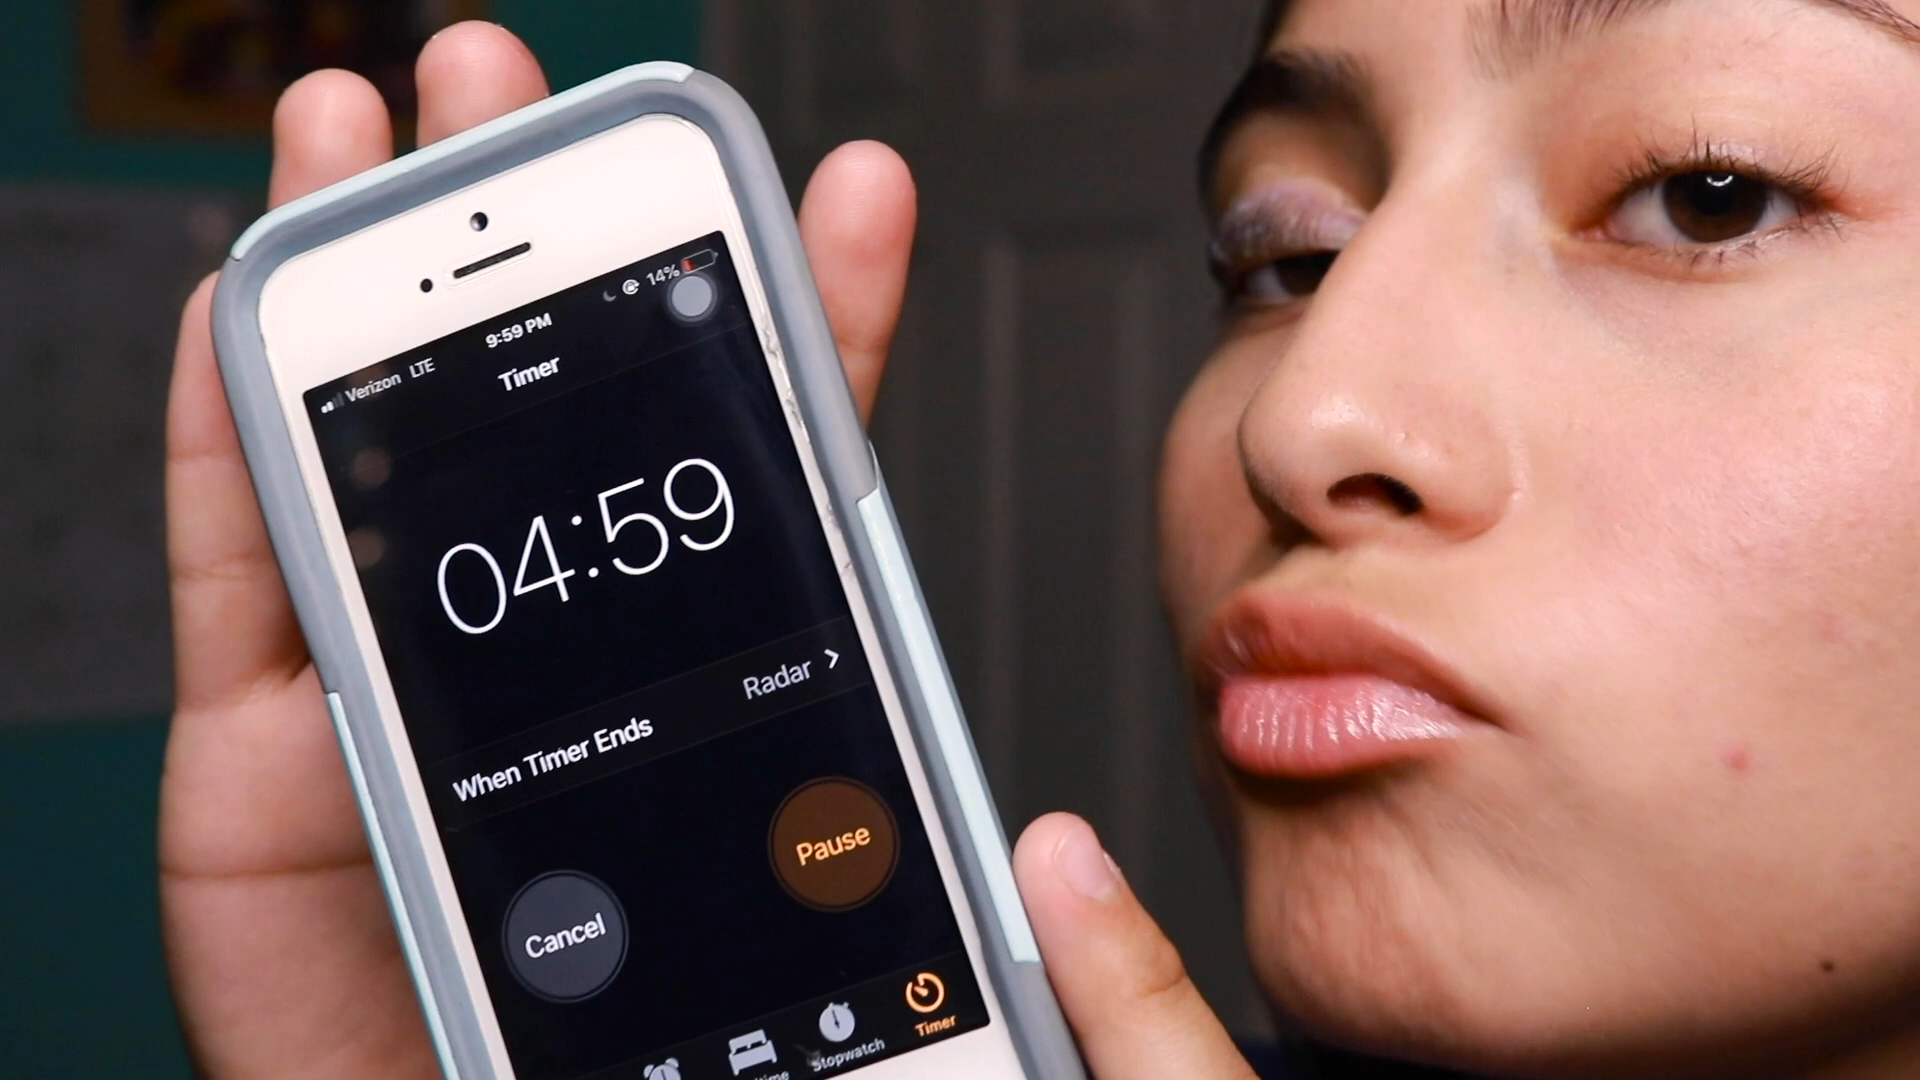 Verizon LTE 9:59 PM 14%
Timer
04:59
When Timer Ends Radar
Cancel Pause
Stopwatch Timer